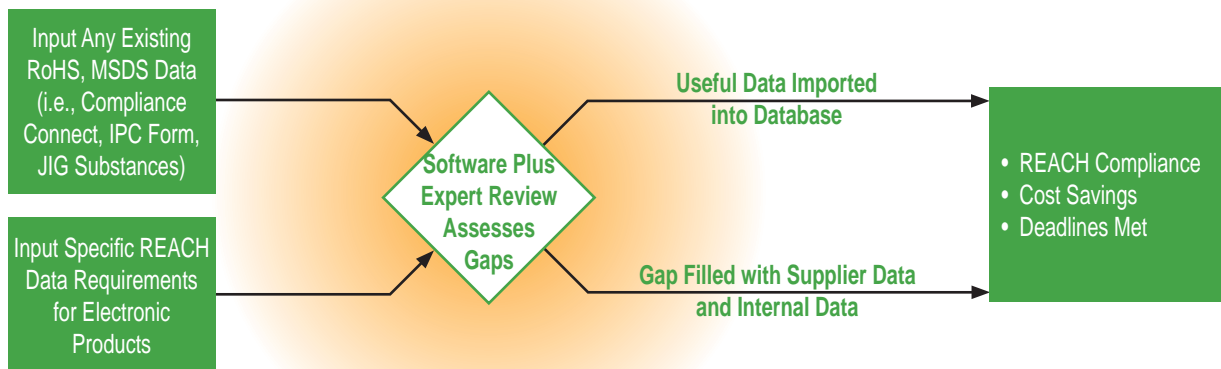 Input Any Existing
RoHS, MSDS Data
(i.e., Compliance
Connect, IPC Form,
JIG Substances)
Input Specific REACH
Data Requirements
for Electronic
Products
Software Plus
Expert Review
Assesses
Gaps
Useful Data Imported
into Database
Gap Filled with Supplier Data
and Internal Data
• REACH Compliance
• Cost Savings
• Deadlines Met